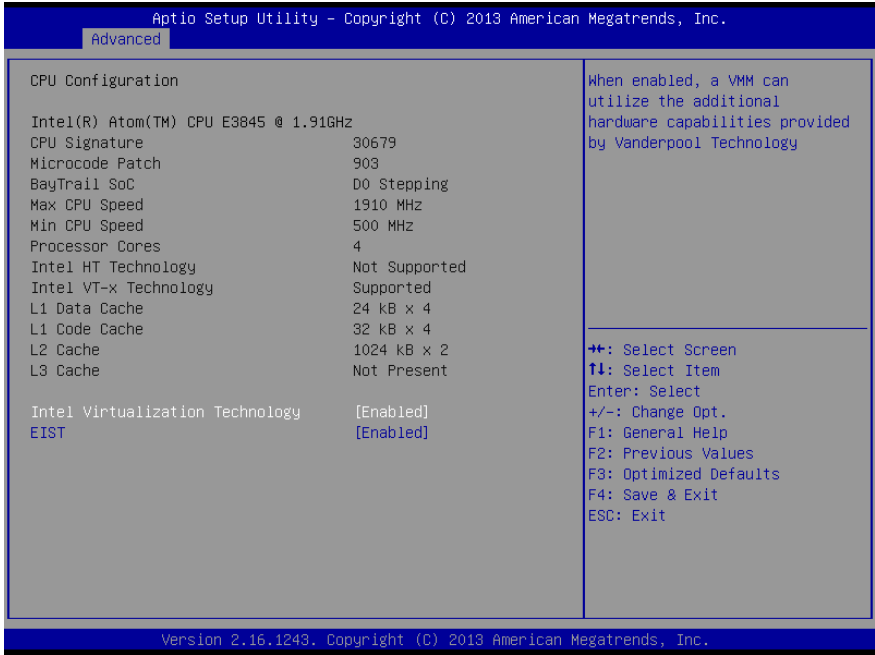 Aptio Setup Utility – Copyright (C) 2013 American Megatrends, Inc.
Advanced
CPU Configuration
Intel(R) Atom(TM) CPU E3845 @ 1.91GHz
CPU Signature 30679
Microcode Patch 903
BayTrail SoC D0 Stepping
Max CPU Speed 1910 MHz
Min CPU Speed 500 MHz
Processor Cores 4
Intel HT Technology Not Supported
Intel VT-x Technology Supported
L1 Data Cache 24 kB x 4
L1 Code Cache 32 kB x 4
L2 Cache 1024 kB x 2
L3 Cache Not Present
Intel Virtualization Technology [Enabled]
EIST [Enabled]
When enabled, a VMM can
utilize the additional
hardware capabilities provided
by Vanderpool Technology
→←: Select Screen
↑↓: Select Item
Enter: Select
+/-: Change Opt.
F1: General Help
F2: Previous Values
F3: Optimized Defaults
F4: Save & Exit
ESC: Exit
Version 2.16.1243. Copyright (C) 2013 American Megatrends, Inc.